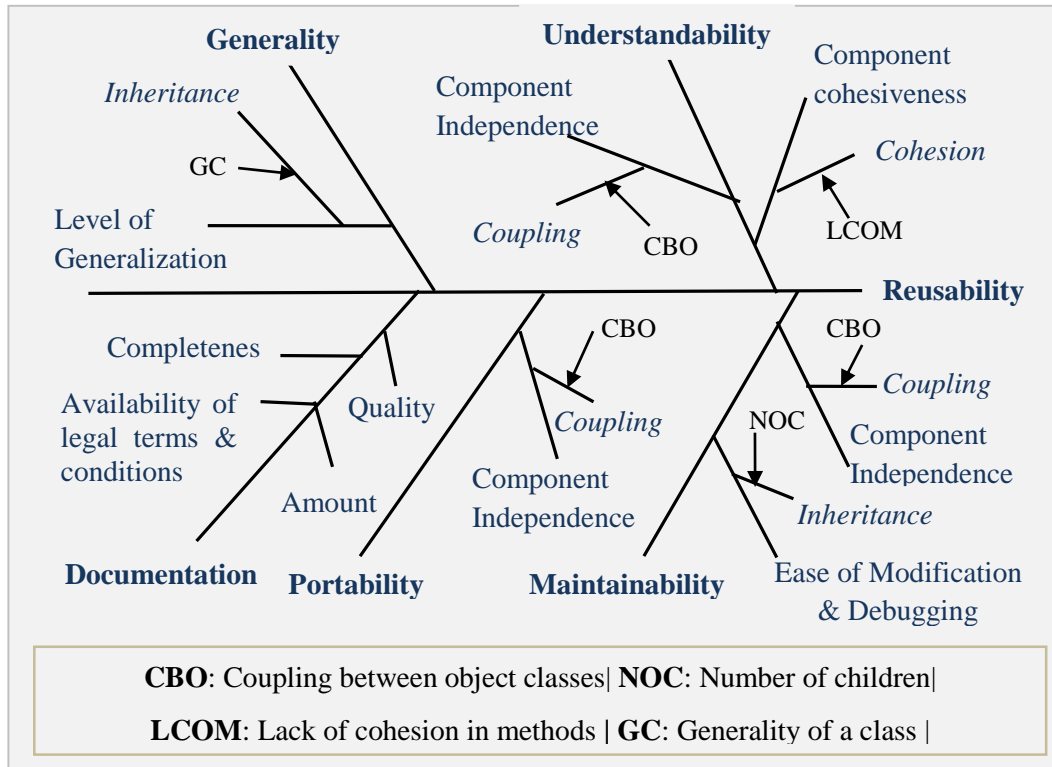 Generality
Understandability
Component
cohesiveness
Inheritance
Component
Independence
Cohesion
GC
Level of
Generalization
Coupling
CBO
LCOM
Reusability
Completenes
CBO
CBO
Availability of
legal terms &
conditions
Quality
Coupling
Coupling
NOC
Component
Independence
Amount
Component
Independence
Inheritance
Documentation
Portability
Maintainability
Ease of Modification
& Debugging
CBO: Coupling between object classes| NOC: Number of children|
LCOM: Lack of cohesion in methods | GC: Generality of a class |